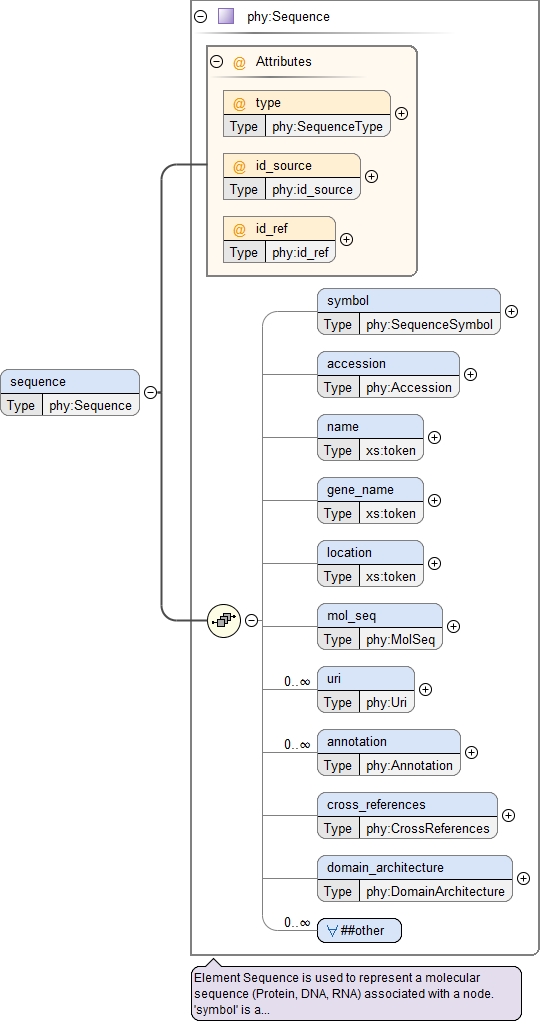 phy:Sequence
@ Attributes
@ type
Type phy:SequenceType
@ id_source
Type phy:id_source
@ id_ref
Type phy:id_ref
sequence
Type phy:Sequence
symbol
Type phy:SequenceSymbol
accession
Type phy:Accession
name
Type xs:token
gene_name
Type xs:token
location
Type xs:token
mol_seq
Type phy:MolSeq
0..∞
uri
Type phy:Uri
0..∞
annotation
Type phy:Annotation
cross_references
Type phy:CrossReferences
domain_architecture
Type phy:DomainArchitecture
0..∞
##other
Element Sequence is used to represent a molecular
sequence (Protein, DNA, RNA) associated with a node.
'symbol' is a...